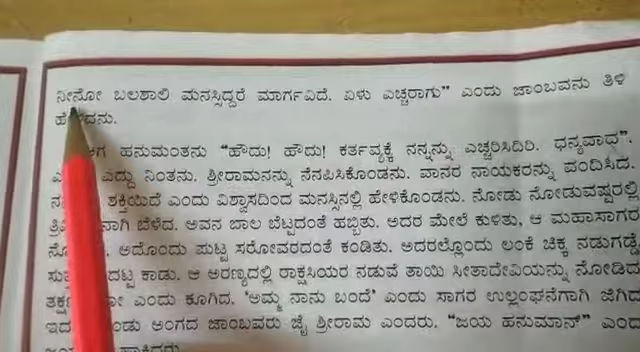 ನೀನೋ ಬಲಶಾಲಿ ಮನಸ್ಸಿದ್ದರೆ ಮಾರ್ಗವಿದೆ. ಏಳು ಎಚ್ಚರಾಗು” ಎಂದು ಜಾಂಬವನು ತಿಳಿ
ಹನುಮಂತನು “ಹೌದು! ಹೌದು! ಕರ್ತವ್ಯಕ್ಕೆ ನನ್ನನ್ನು ಎಚ್ಚರಿಸಿದಿರಿ. ಧನ್ಯವಾಧ”.
ಎದ್ದು ನಿಂತನು. ಶ್ರೀರಾಮನನ್ನು ನೆನಪಿಸಿಕೊಂಡನು. ವಾನರ ನಾಯಕರನ್ನು ವಂದಿಸಿದ.
ಶಕ್ತಿಯಿದೆ ಎಂದು ವಿಶ್ವಾಸದಿಂದ ಮನಸ್ಸಿನಲ್ಲಿ ಹೇಳಿಕೊಂಡನು. ನೋಡು ನೋಡುವಷ್ಟರಲ್ಲಿ
ಬೆಳೆದ. ಅವನ ಬಾಲ ಬೆಟ್ಟದಂತೆ ಹಬ್ಬಿತು. ಅದರ ಮೇಲೆ ಕುಳಿತು, ಆ ಮಹಾಸಾಗರ
ಅದೊಂದು ಪುಟ್ಟ ಸರೋವರದಂತೆ ಕಂಡಿತು. ಅದರಲ್ಲೊಂದು ಲಂಕೆ ಚಿಕ್ಕ ನಡುಗಡ್ಡೆ.
ಕಾಡು. ಆ ಅರಣ್ಯದಲ್ಲಿ ರಾಕ್ಷಸಿಯರ ನಡುವೆ ತಾಯಿ ಸೀತಾದೇವಿಯನ್ನು ನೋಡಿದ
ಎಂದು ಕೂಗಿದ. ‘ಅಮ್ಮ ನಾನು ಬಂದೆ’ ಎಂದು ಸಾಗರ ಉಲ್ಲಂಘನೆಗಾಗಿ ಜಿಗಿದ
ಅಂಗದ ಜಾಂಬವರು ಜೈ ಶ್ರೀರಾಮ ಎಂದರು. “ಜಯ ಹನುಮಾನ್” ಎಂದ